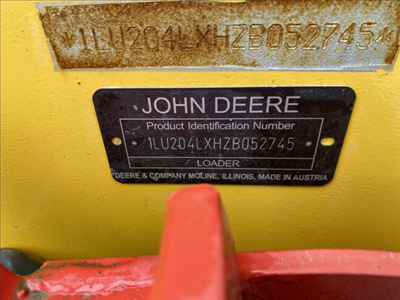 *1LU204LXHZB052745*
JOHN DEERE
Product Identification Number
*1LU204LXHZB052745*
LOADER
DEERE & COMPANY MOLINE, ILLINOIS, MADE IN AUSTRIA